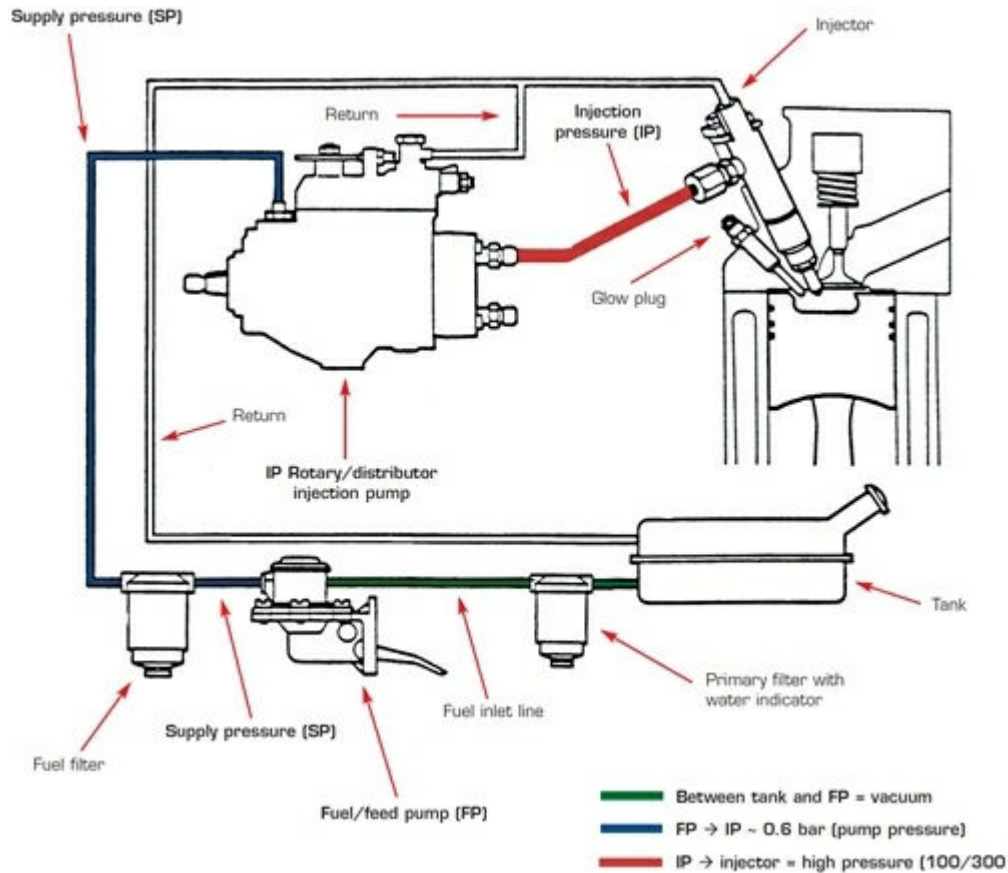 Supply pressure (SP)
Injector
Return
Injection
pressure (IP)
Glow plug
Return
IP Rotary/distributor
injection pump
Tank
Primary filter with
water indicator
Fuel inlet line
Supply pressure (SP)
Fuel filter
Fuel/feed pump (FP)
Between tank and FP = vacuum
FP → IP ~ 0.6 bar (pump pressure)
IP → injector = high pressure (100/300